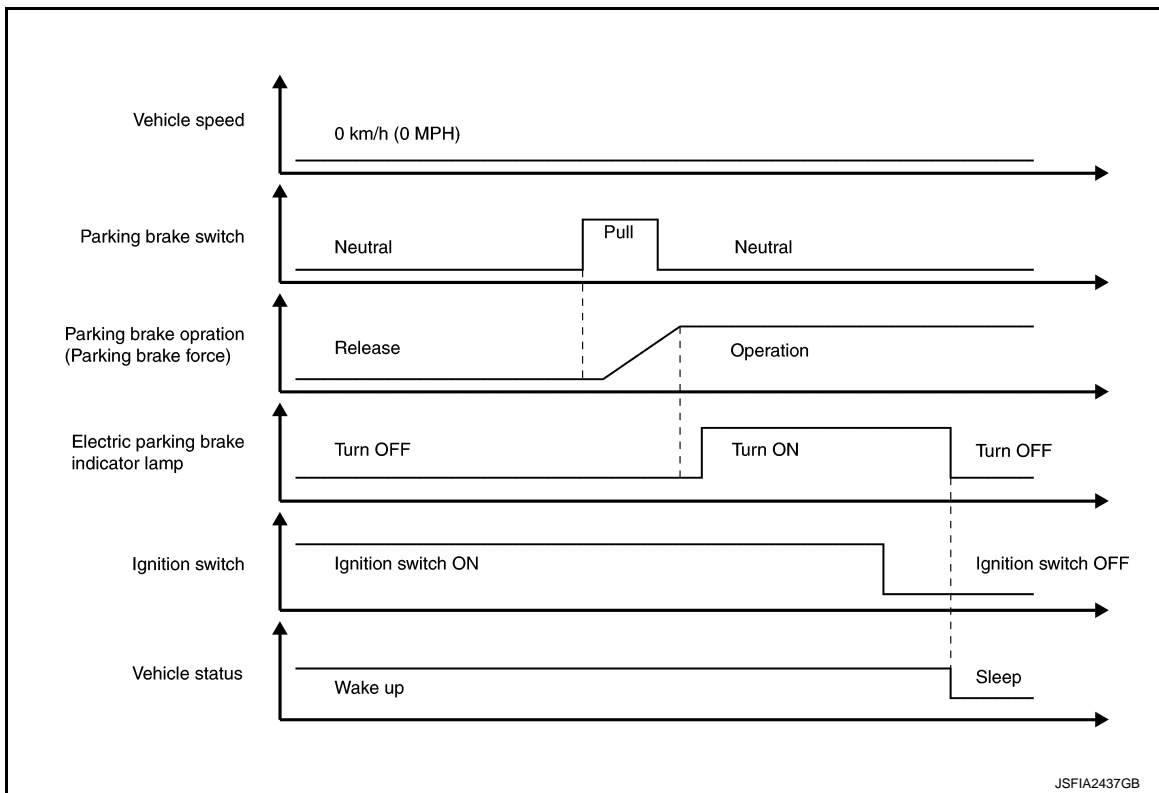 Vehicle speed
0 km/h (0 MPH)
Parking brake switch
Neutral
Pull
Neutral
Parking brake opration
(Parking brake force)
Release
Operation
Electric parking brake
indicator lamp
Turn OFF
Turn ON
Turn OFF
Ignition switch
Ignition switch ON
Ignition switch OFF
Vehicle status
Wake up
Sleep
JSFIA2437GB